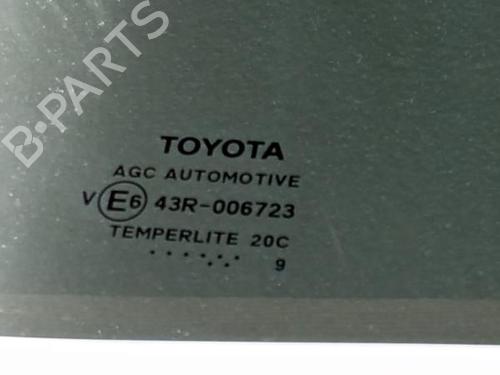 B-PARTS
TOYOTA
AGC AUTOMOTIVE
V E6 43R-006723
TEMPERLITE 20C
9